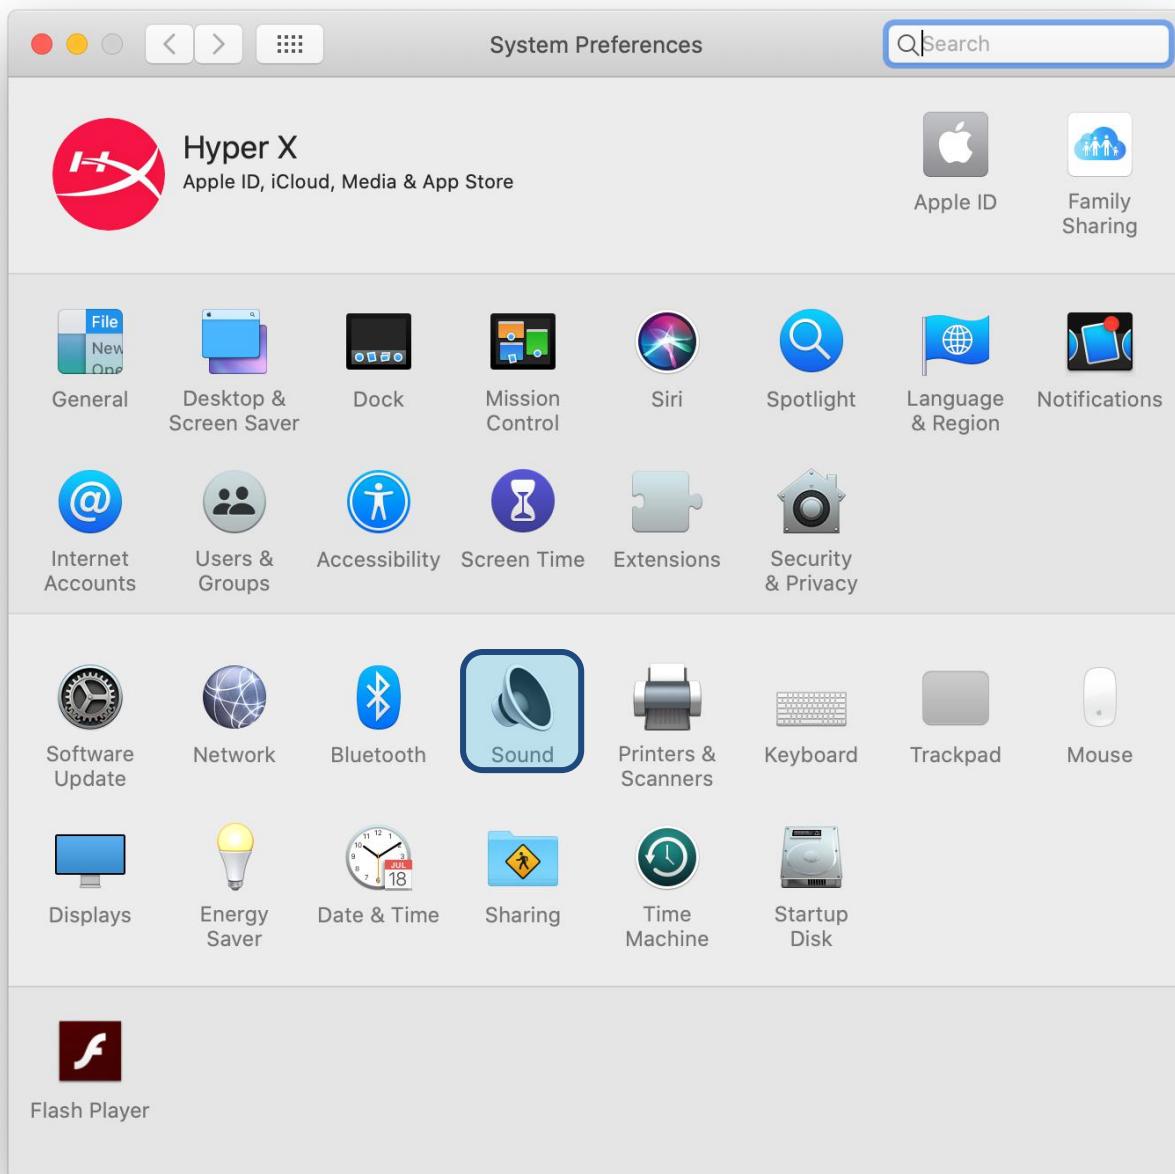 System Preferences
Search
Hyper X
Apple ID, iCloud, Media & App Store
Apple ID
Family
Sharing
File
New
Ope
General
Desktop &
Screen Saver
Dock
Mission
Control
Siri
Spotlight
Language
& Region
Notifications
Internet
Accounts
Users &
Groups
Accessibility
Screen Time
Extensions
Security
& Privacy
Software
Update
Network
Bluetooth
Sound
Printers &
Scanners
Keyboard
Trackpad
Mouse
Displays
Energy
Saver
JUL
18
Date & Time
Sharing
Time
Machine
Startup
Disk
Flash Player